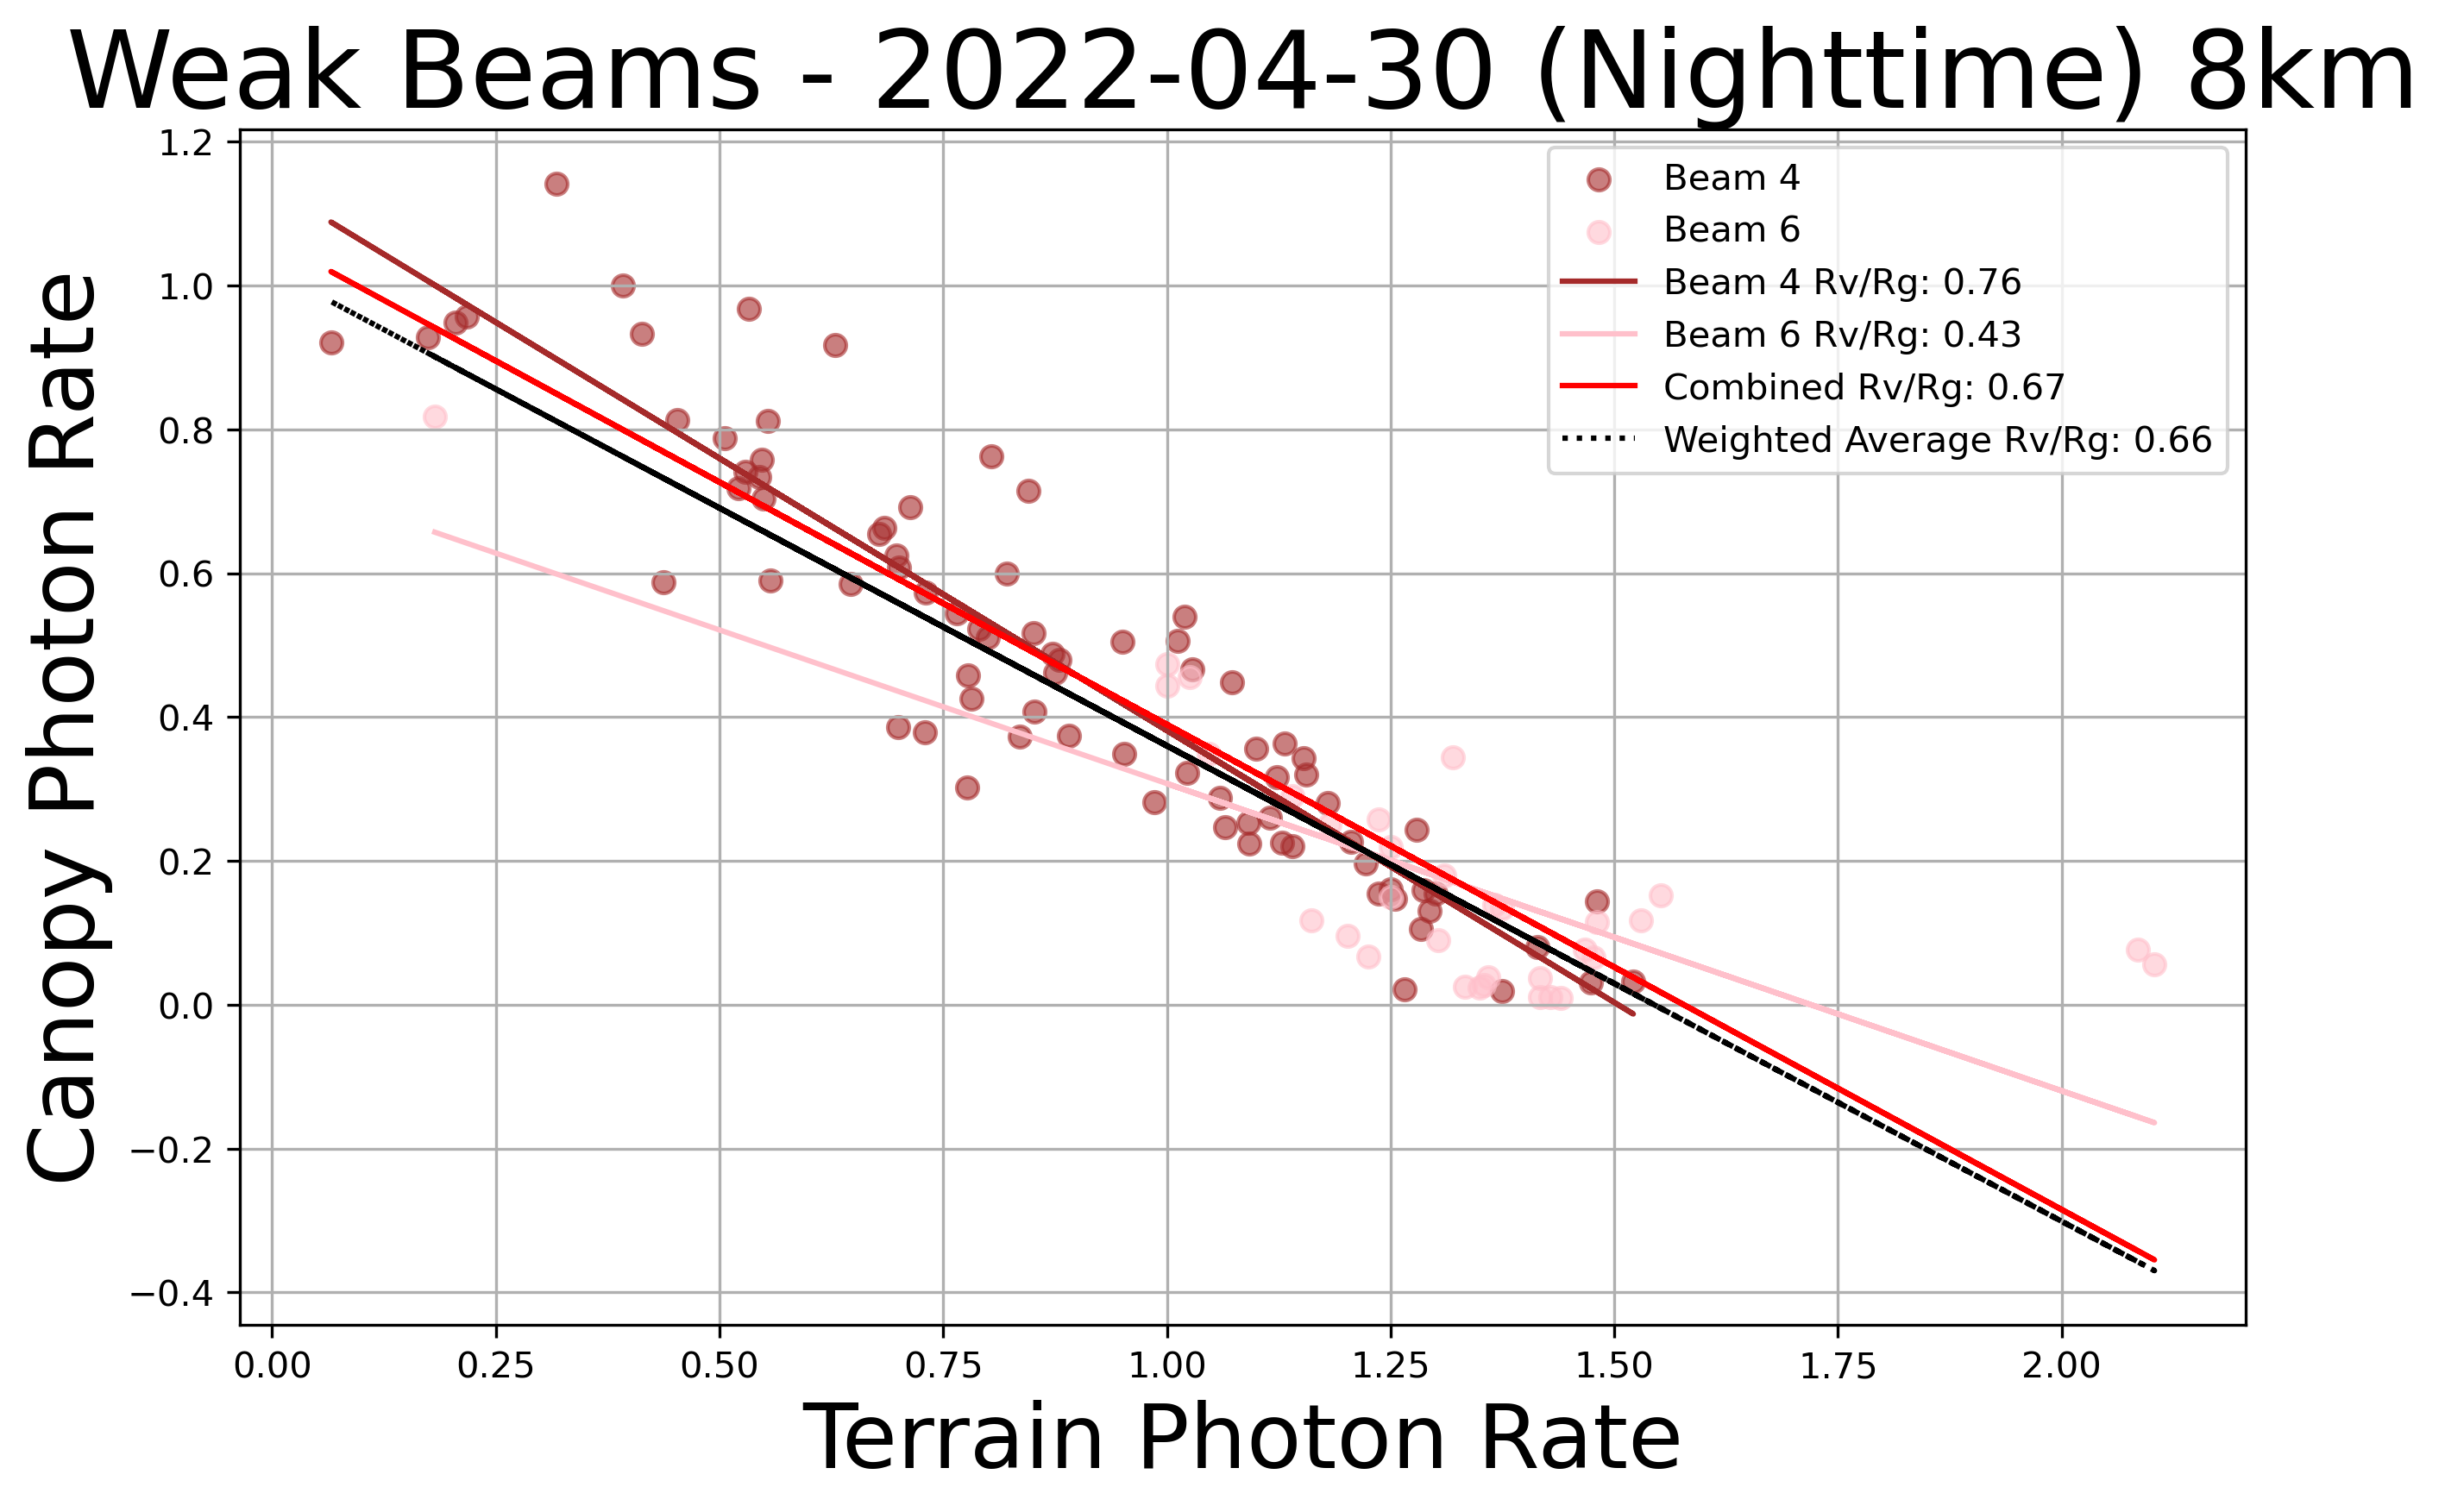 Weak Beams - 2022-04-30 (Nighttime) 8km
Canopy Photon Rate
1.2
1.0
0.8
0.6
0.4
0.2
0.0
−0.2
−0.4
Beam 4
Beam 6
Beam 4 Rv/Rg: 0.76
Beam 6 Rv/Rg: 0.43
Combined Rv/Rg: 0.67
Weighted Average Rv/Rg: 0.66
0.00 0.25 0.50 0.75 1.00 1.25 1.50 1.75 2.00
Terrain Photon Rate